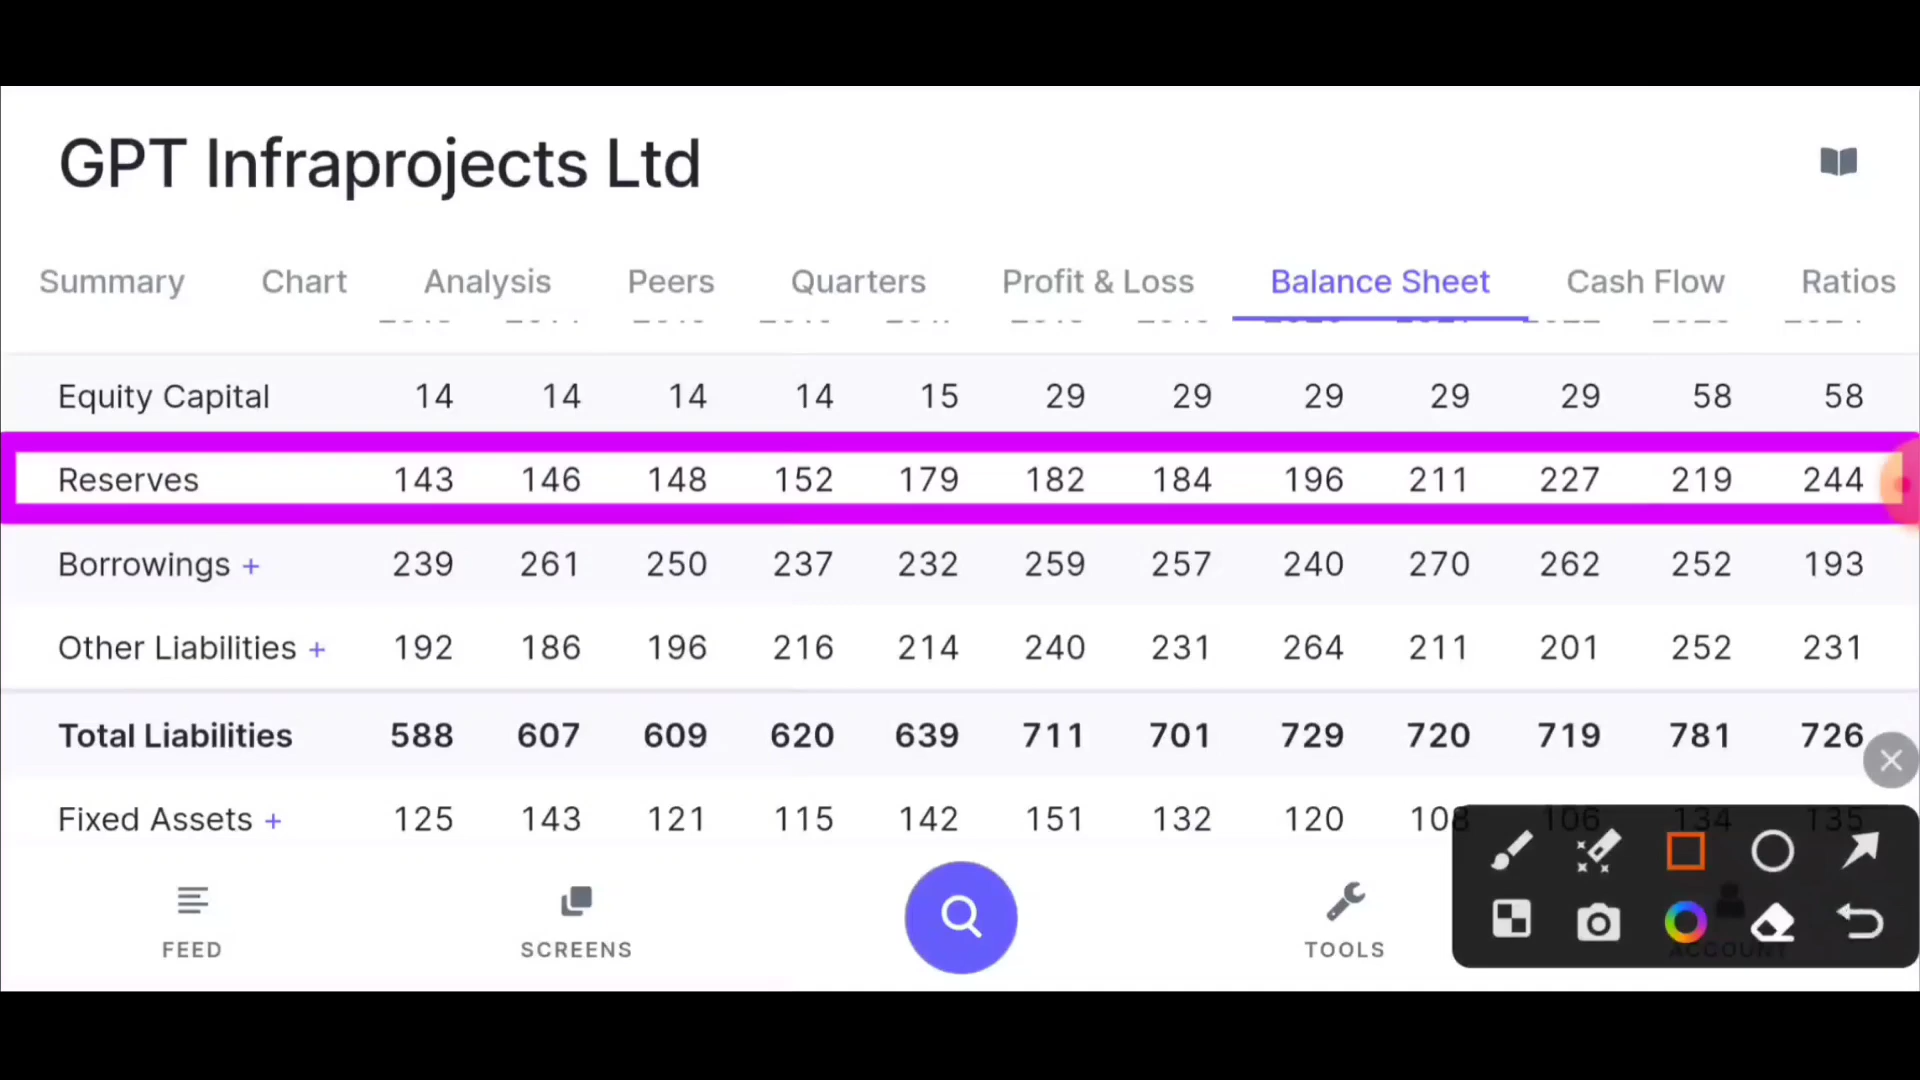 GPT Infraprojects Ltd
Summary Chart Analysis Peers Quarters Profit & Loss Balance Sheet Cash Flow Ratios
Equity Capital 14 14 14 14 15 29 29 29 29 29 58 58
Reserves 143 146 148 152 179 182 184 196 211 227 219 244
Borrowings + 239 261 250 237 232 259 257 240 270 262 252 193
Other Liabilities + 192 186 196 216 214 240 231 264 211 201 252 231
Total Liabilities 588 607 609 620 639 711 701 729 720 719 781 726
Fixed Assets + 125 143 121 115 142 151 132 120 108 106 134 135
FEED SCREENS TOOLS ACCOUNT